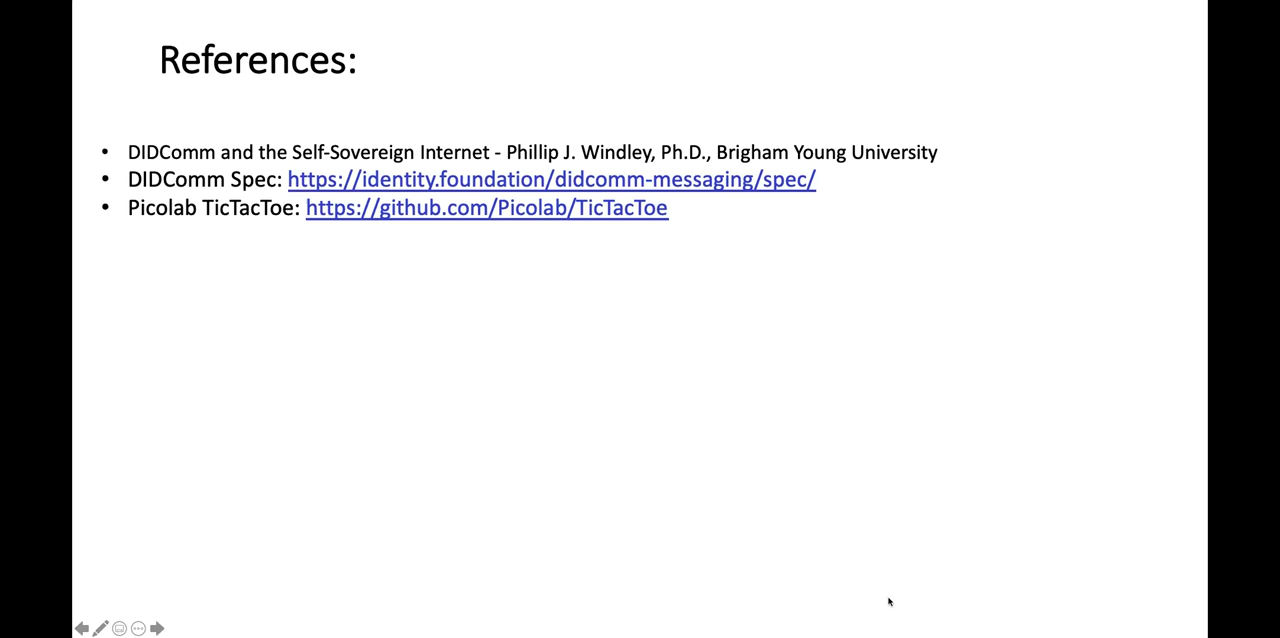 References:
• DIDComm and the Self-Sovereign Internet - Phillip J. Windley, Ph.D., Brigham Young University
• DIDComm Spec: https://identity.foundation/didcomm-messaging/spec/
• Picolab TicTacToe: https://github.com/Picolab/TicTacToe